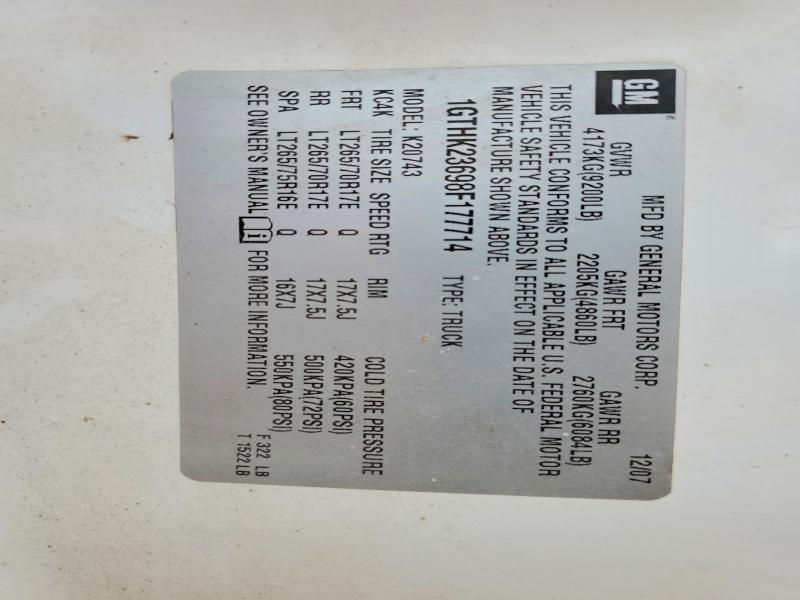 GM ®
MFD BY GENERAL MOTORS CORP. 12/07
GVWR GAWR FRT GAWR RR
4173KG(9200LB) 2205KG(4860LB) 2760KG(6084LB)
THIS VEHICLE CONFORMS TO ALL APPLICABLE U.S. FEDERAL MOTOR
VEHICLE SAFETY STANDARDS IN EFFECT ON THE DATE OF
MANUFACTURE SHOWN ABOVE.
1GTHK23608F177714 TYPE: TRUCK
MODEL: K20743
KC4K TIRE SIZE SPEED RTG RIM COLD TIRE PRESSURE
FRT LT265/70R17E Q 17X7.5J 420KPA(60PSI)
RR LT265/70R17E Q 17X7.5J 500KPA(72PSI)
SPA LT265/75R16E Q 16X7J 550KPA(80PSI)
SEE OWNER'S MANUAL i FOR MORE INFORMATION.
F 322 LB
T 1522 LB